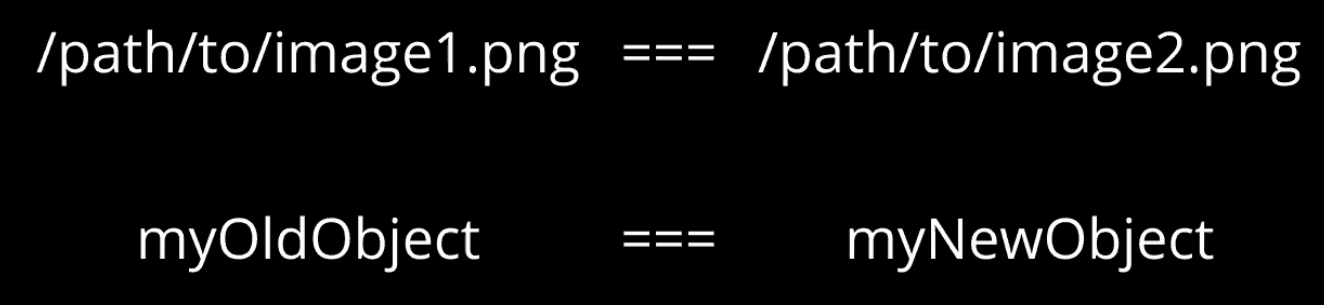 /path/to/image1.png === /path/to/image2.png
myOldObject === myNewObject